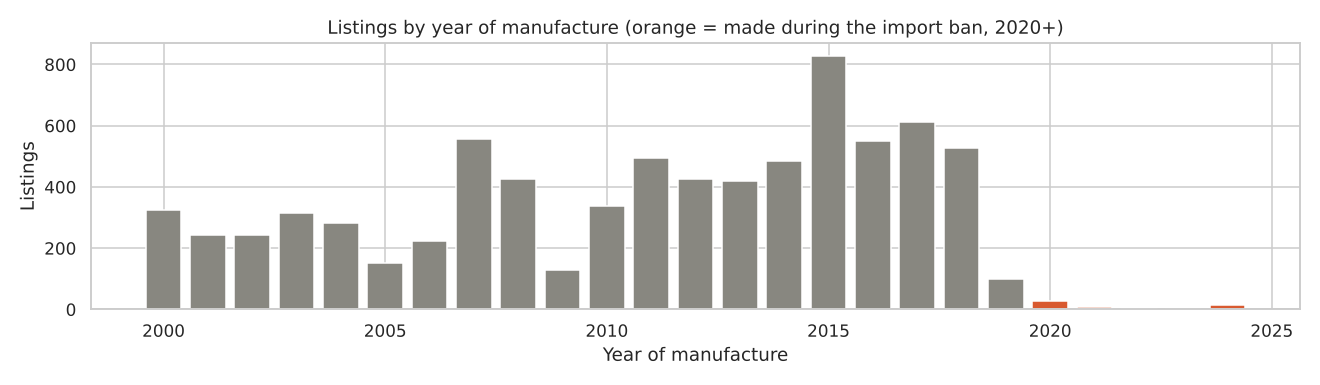 Listings by year of manufacture (orange = made during the import ban, 2020+)
800
600
400
200
0
Listings
2000 2005 2010 2015 2020 2025
Year of manufacture